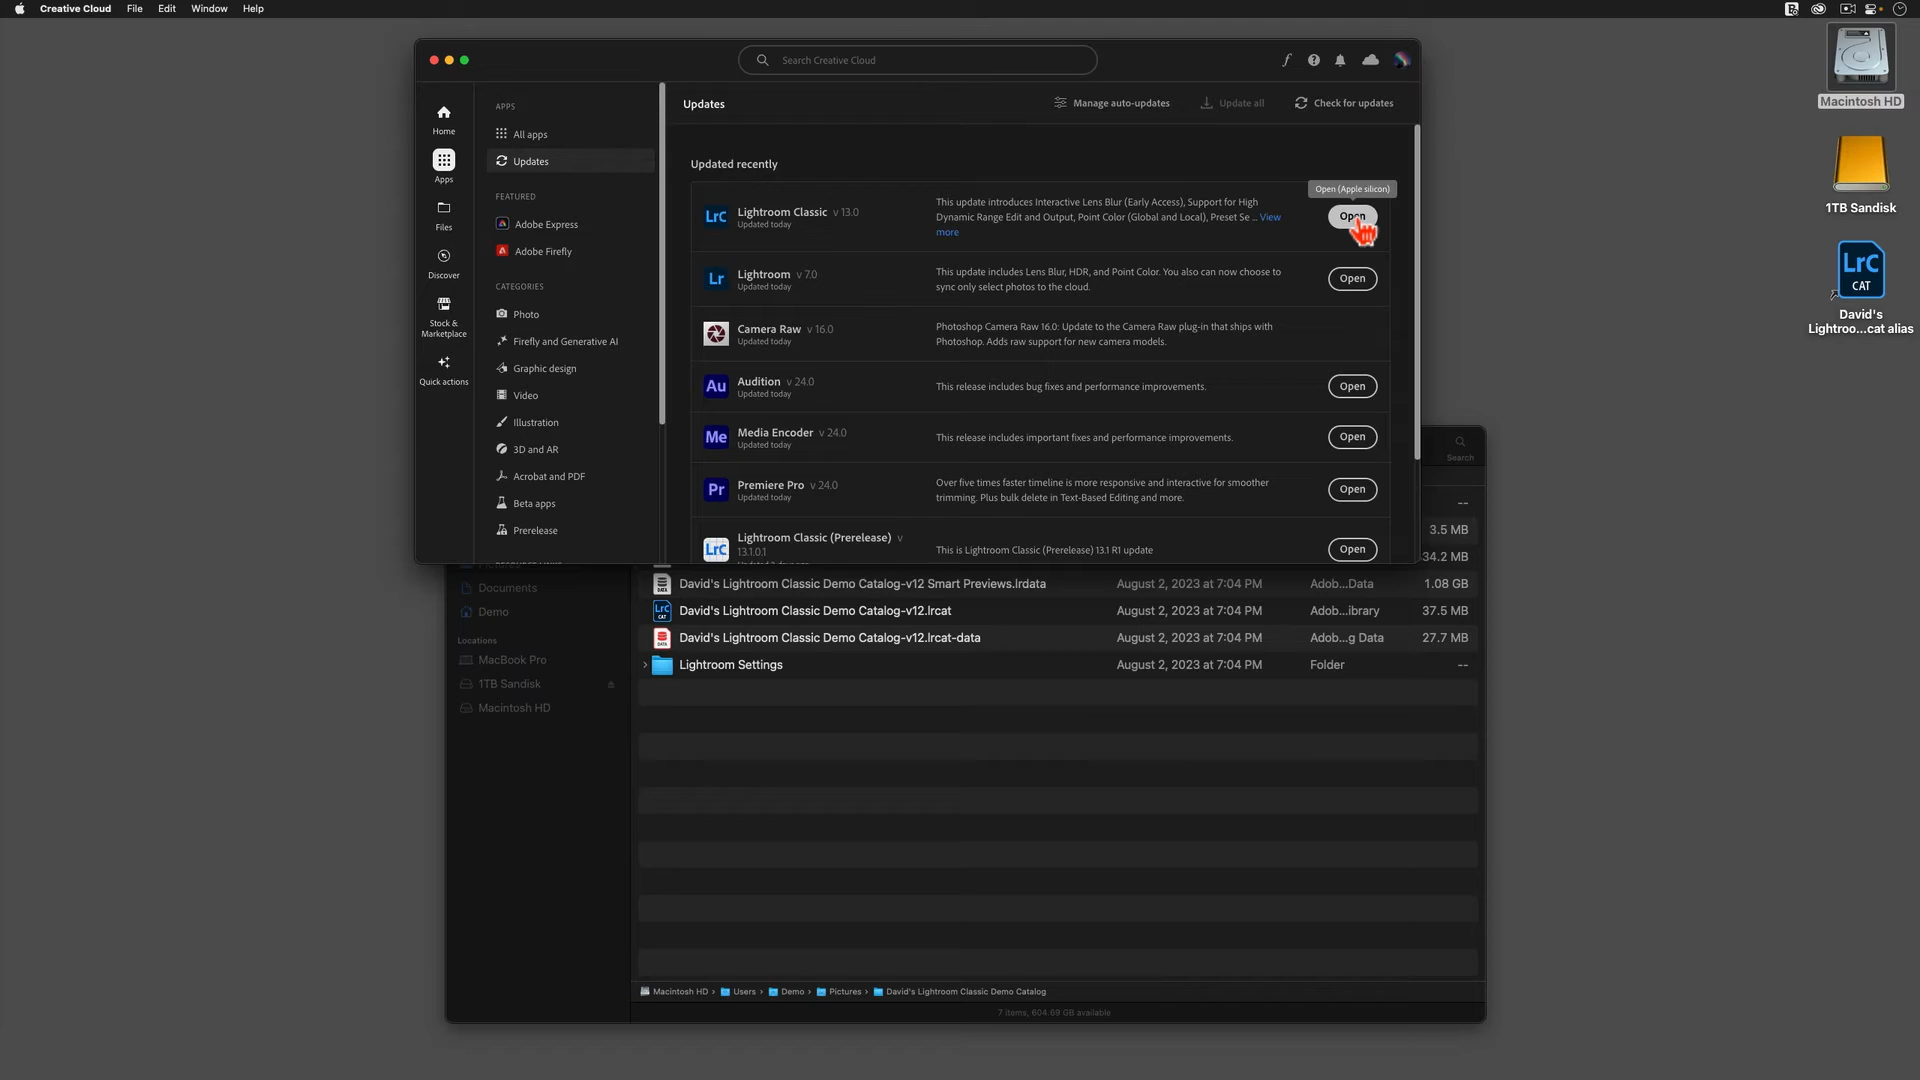 Creative Cloud File Edit Window Help
Search Creative Cloud
Macintosh HD
1TB Sandisk
LrC
CAT
David's
Lightroo...cat alias
Home
Apps
Files
Discover
Stock &
Marketplace
Quick actions
APPS
All apps
Updates
FEATURED
Adobe Express
Adobe Firefly
CATEGORIES
Photo
Firefly and Generative AI
Graphic design
Video
Illustration
3D and AR
Acrobat and PDF
Beta apps
Prerelease
Updates
Manage auto-updates
Update all
Check for updates
Updated recently
Open (Apple silicon)
LrC
Lightroom Classic v 13.0
Updated today
This update introduces Interactive Lens Blur (Early Access), Support for High
Dynamic Range Edit and Output, Point Color (Global and Local), Preset Se ... View
more
Open
Lr
Lightroom v 7.0
Updated today
This update includes Lens Blur, HDR, and Point Color. You also can now choose to
sync only select photos to the cloud.
Open
Camera Raw v 16.0
Updated today
Photoshop Camera Raw 16.0: Update to the Camera Raw plug-in that ships with
Photoshop. Adds raw support for new camera models.
Au
Audition v 24.0
Updated today
This release includes bug fixes and performance improvements.
Open
Me
Media Encoder v 24.0
Updated today
This release includes important fixes and performance improvements.
Open
Pr
Premiere Pro v 24.0
Updated today
Over five times faster timeline is more responsive and interactive for smoother
trimming. Plus bulk delete in Text-Based Editing and more.
Open
LrC
Lightroom Classic (Prerelease) v
13.1.0.1
This is Lightroom Classic (Prerelease) 13.1 R1 update
Open
Search
--
3.5 MB
34.2 MB
Documents
Demo
Locations
MacBook Pro
1TB Sandisk
Macintosh HD
David's Lightroom Classic Demo Catalog-v12 Smart Previews.lrdata August 2, 2023 at 7:04 PM Adob...Data 1.08 GB
David's Lightroom Classic Demo Catalog-v12.lrcat August 2, 2023 at 7:04 PM Adob...ibrary 37.5 MB
David's Lightroom Classic Demo Catalog-v12.lrcat-data August 2, 2023 at 7:04 PM Adob...g Data 27.7 MB
Lightroom Settings August 2, 2023 at 7:04 PM Folder --
Macintosh HD › Users › Demo › Pictures › David's Lightroom Classic Demo Catalog
7 items, 604.69 GB available